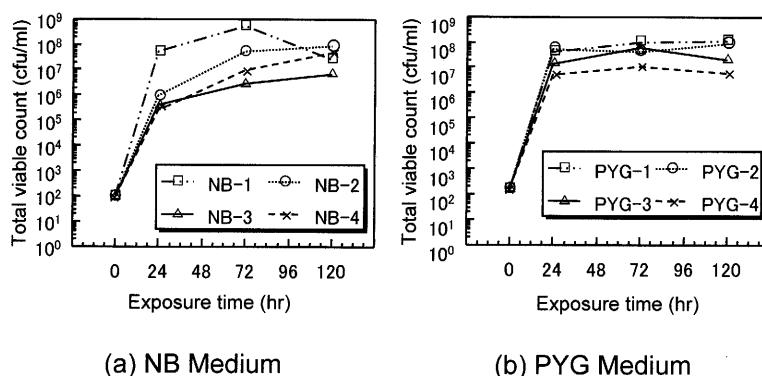 Total viable count (cfu/ml)
10⁹
10⁸
10⁷
10⁶
10⁵
10⁴
10³
10²
10¹
10⁰
NB-1 NB-2
NB-3 NB-4
0 24 48 72 96 120
Exposure time (hr)
(a) NB Medium
Total viable count (cfu/ml)
10⁹
10⁸
10⁷
10⁶
10⁵
10⁴
10³
10²
10¹
10⁰
PYG-1 PYG-2
PYG-3 PYG-4
0 24 48 72 96 120
Exposure time (hr)
(b) PYG Medium